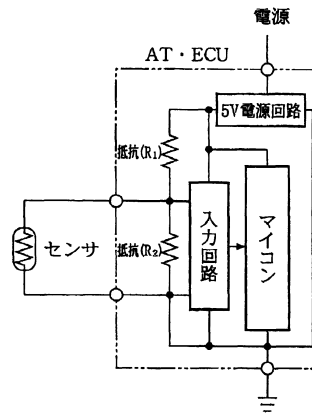 電源
AT・ECU
5V電源回路
抵抗(R₁)
センサ
抵抗(R₂)
入力回路
マイコン